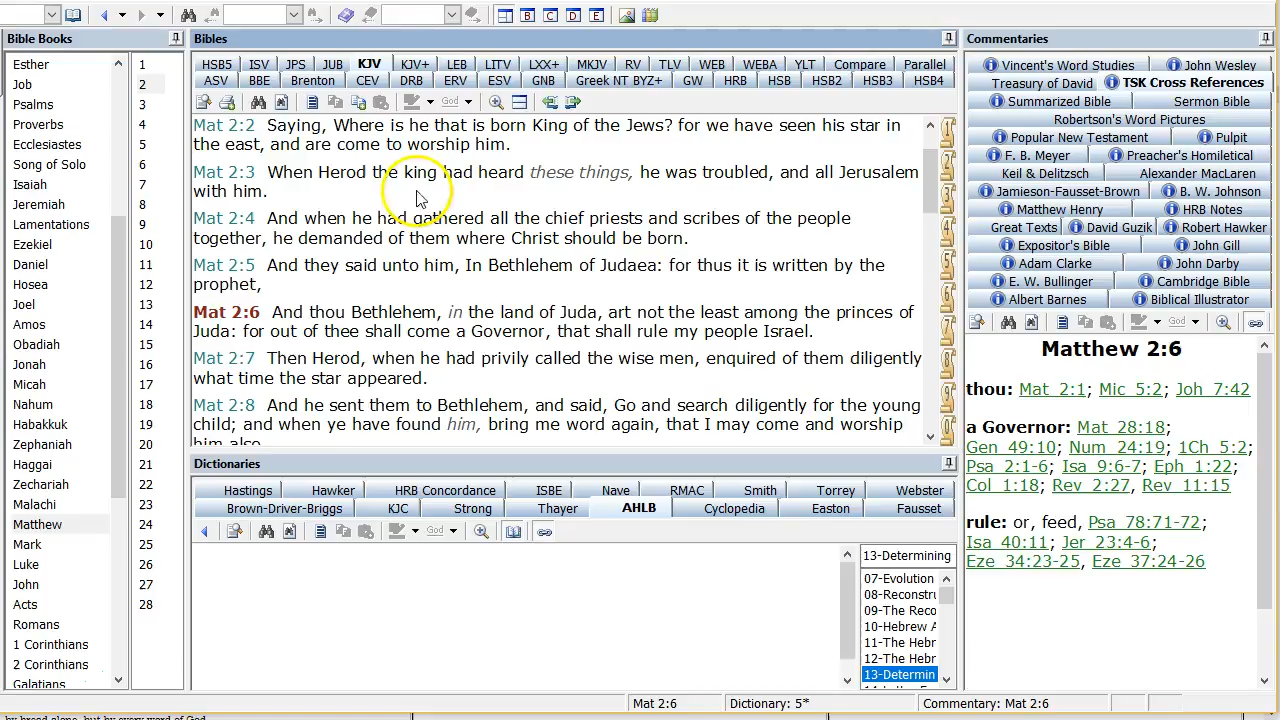 Bible Books
Esther
Job
Psalms
Proverbs
Ecclesiastes
Song of Solo
Isaiah
Jeremiah
Lamentations
Ezekiel
Daniel
Hosea
Joel
Amos
Obadiah
Jonah
Micah
Nahum
Habakkuk
Zephaniah
Haggai
Zechariah
Malachi
Matthew
Mark
Luke
John
Acts
Romans
1 Corinthians
2 Corinthians
Galatians
1
2
3
4
5
6
7
8
9
10
11
12
13
14
15
16
17
18
19
20
21
22
23
24
25
26
27
28
B C D E
Bibles
HSB5 ISV JPS JUB KJV KJV+ LEB LITV LXX+ MKJV RV TLV WEB WEBA YLT Compare Parallel
ASV BBE Brenton CEV DRB ERV ESV GNB Greek NT BYZ+ GW HRB HSB HSB2 HSB3 HSB4
God
Mat 2:2 Saying, Where is he that is born King of the Jews? for we have seen his star in
the east, and are come to worship him.
Mat 2:3 When Herod the king had heard these things, he was troubled, and all Jerusalem
with him.
Mat 2:4 And when he had gathered all the chief priests and scribes of the people
together, he demanded of them where Christ should be born.
Mat 2:5 And they said unto him, In Bethlehem of Judaea: for thus it is written by the
prophet,
Mat 2:6 And thou Bethlehem, in the land of Juda, art not the least among the princes of
Juda: for out of thee shall come a Governor, that shall rule my people Israel.
Mat 2:7 Then Herod, when he had privily called the wise men, enquired of them diligently
what time the star appeared.
Mat 2:8 And he sent them to Bethlehem, and said, Go and search diligently for the young
child; and when ye have found him, bring me word again, that I may come and worship
him also.
Dictionaries
Hastings Hawker HRB Concordance ISBE Nave RMAC Smith Torrey Webster
Brown-Driver-Briggs KJC Strong Thayer AHLB Cyclopedia Easton Fausset
God
13-Determining
07-Evolution
08-Reconstru
09-The Reco
10-Hebrew A
11-The Hebr
12-The Hebr
13-Determin
Commentaries
Vincent's Word Studies John Wesley
Treasury of David TSK Cross References
Summarized Bible Sermon Bible
Robertson's Word Pictures
Popular New Testament Pulpit
F. B. Meyer Preacher's Homiletical
Keil & Delitzsch Alexander MacLaren
Jamieson-Fausset-Brown B. W. Johnson
Matthew Henry HRB Notes
Great Texts David Guzik Robert Hawker
Expositor's Bible John Gill
Adam Clarke John Darby
E. W. Bullinger Cambridge Bible
Albert Barnes Biblical Illustrator
God
Matthew 2:6
thou: Mat 2:1; Mic 5:2; Joh 7:42
a Governor: Mat 28:18;
Gen 49:10; Num 24:19; 1Ch 5:2;
Psa 2:1-6; Isa 9:6-7; Eph 1:22;
Col 1:18; Rev 2:27, Rev 11:15
rule: or, feed, Psa 78:71-72;
Isa 40:11; Jer 23:4-6;
Eze 34:23-25, Eze 37:24-26
Mat 2:6 Dictionary: 5* Commentary: Mat 2:6
by bread alone, but by every word of God